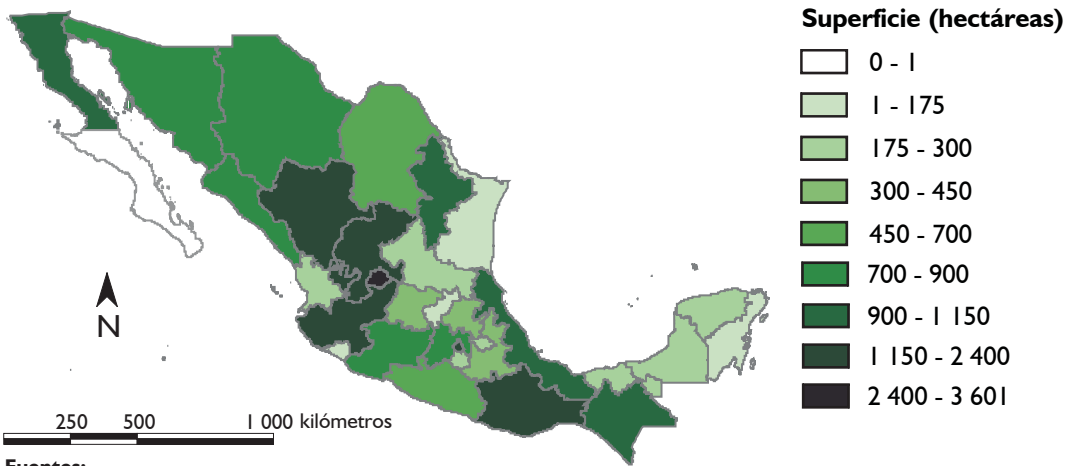 Superficie (hectáreas)
0 - 1
1 - 175
175 - 300
300 - 450
450 - 700
700 - 900
900 - 1 150
1 150 - 2 400
2 400 - 3 601
N
250 500 1 000 kilómetros
Fuentes: